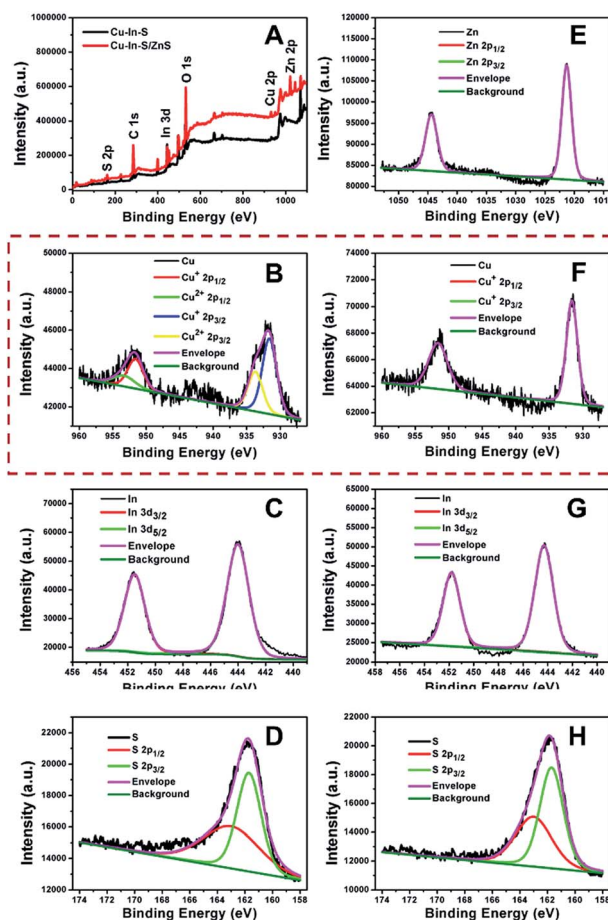 A
Cu-In-S
Cu-In-S/ZnS
S 2p
C 1s
In 3d
O 1s
Cu 2p
Zn 2p
1000000
800000
600000
400000
200000
0
0 200 400 600 800 1000
Binding Energy (eV)
Intensity (a.u.)
E
Zn
Zn 2p1/2
Zn 2p3/2
Envelope
Background
120000
115000
110000
105000
100000
95000
90000
85000
80000
1050 1045 1040 1035 1030 1025 1020 1015
Binding Energy (eV)
Intensity (a.u.)
B
Cu
Cu+ 2p1/2
Cu2+ 2p1/2
Cu+ 2p3/2
Cu2+ 2p3/2
Envelope
Background
50000
48000
46000
44000
42000
960 955 950 945 940 935 930
Binding Energy (eV)
Intensity (a.u.)
F
Cu
Cu+ 2p1/2
Cu+ 2p3/2
Envelope
Background
76000
74000
72000
70000
68000
66000
64000
62000
960 955 950 945 940 935 930
Binding Energy (eV)
Intensity (a.u.)
C
In
In 3d3/2
In 3d5/2
Envelope
Background
70000
60000
50000
40000
30000
20000
456 454 452 450 448 446 444 442 440
Binding Energy (eV)
Intensity (a.u.)
G
In
In 3d3/2
In 3d5/2
Envelope
Background
65000
60000
55000
50000
45000
40000
35000
30000
25000
20000
458 456 454 452 450 448 446 444 442 440
Binding Energy (eV)
Intensity (a.u.)
D
S
S 2p1/2
S 2p3/2
Envelope
Background
22000
20000
18000
16000
14000
12000
174 172 170 168 166 164 162 160 158
Binding Energy (eV)
Intensity (a.u.)
H
S
S 2p1/2
S 2p3/2
Envelope
Background
22000
20000
18000
16000
14000
12000
10000
174 172 170 168 166 164 162 160 158
Binding Energy (eV)
Intensity (a.u.)